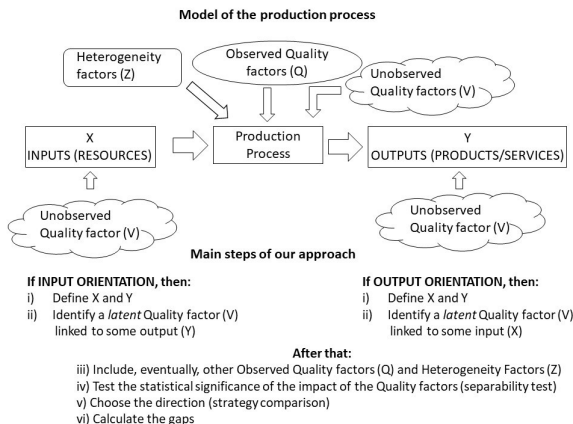 Model of the production process
Heterogeneity
factors (Z)
Observed Quality
factors (Q)
Unobserved
Quality factors (V)
X
INPUTS (RESOURCES)
Production
Process
Y
OUTPUTS (PRODUCTS/SERVICES)
Unobserved
Quality factor (V)
Unobserved
Quality factor (V)
Main steps of our approach
If INPUT ORIENTATION, then:
i) Define X and Y
ii) Identify a latent Quality factor (V)
linked to some output (Y)
If OUTPUT ORIENTATION, then:
i) Define X and Y
ii) Identify a latent Quality factor (V)
linked to some input (X)
After that:
iii) Include, eventually, other Observed Quality factors (Q) and Heterogeneity Factors (Z)
iv) Test the statistical significance of the impact of the Quality factors (separability test)
v) Choose the direction (strategy comparison)
vi) Calculate the gaps